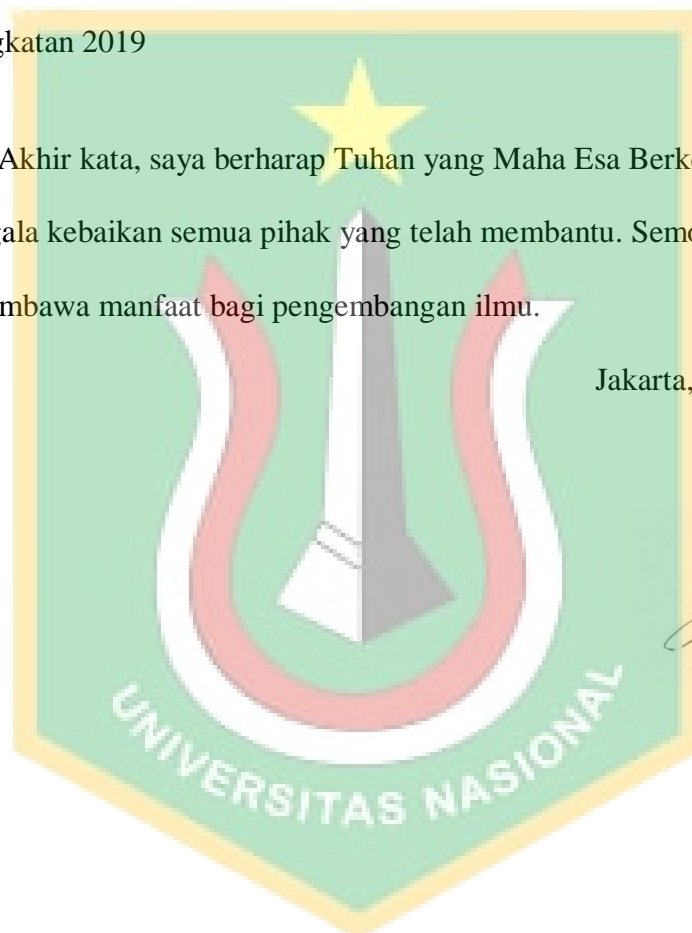 gkatan 2019
Akhir kata, saya berharap Tuhan yang Maha Esa Berk
gala kebaikan semua pihak yang telah membantu. Sem
mbawa manfaat bagi pengembangan ilmu.
Jakarta,
UNIVERSITAS NASIONAL